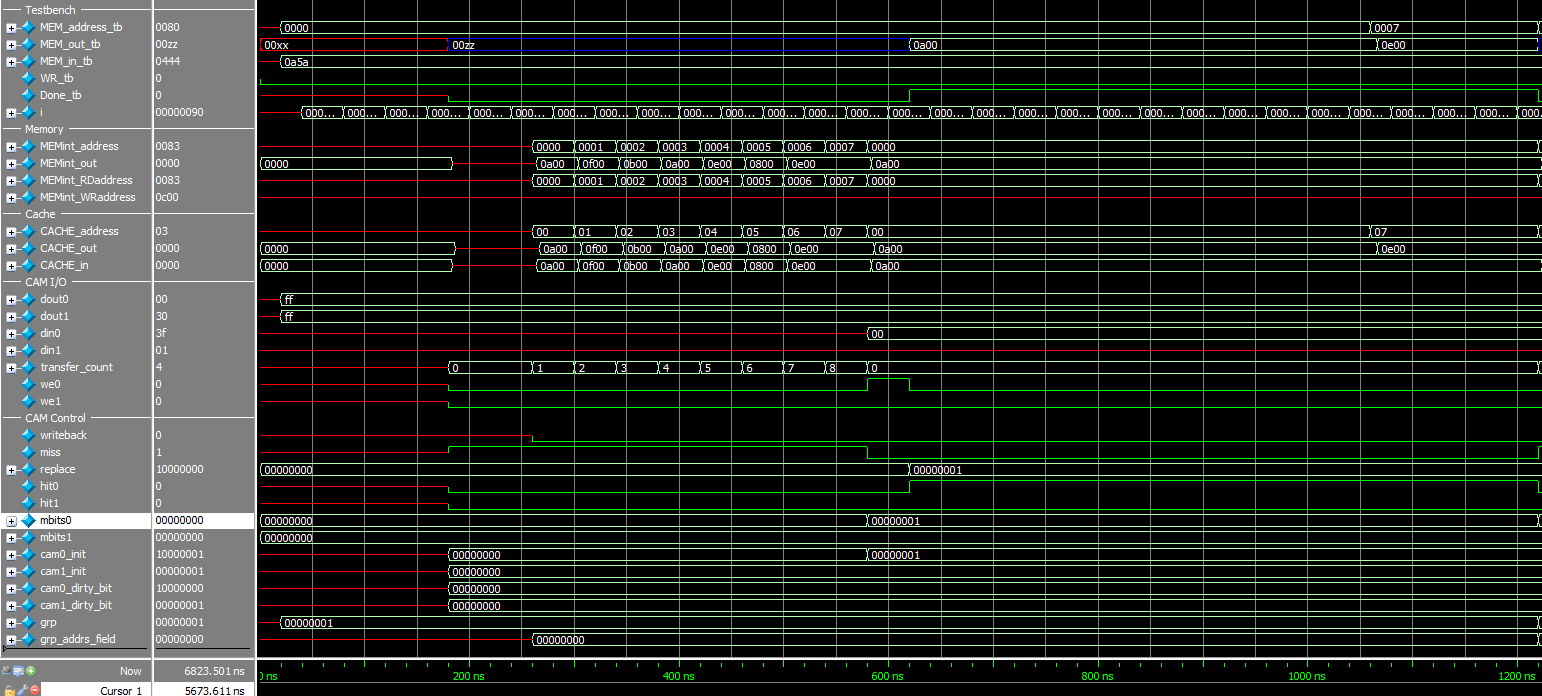 Testbench
MEM_address_tb 0080 0000 0007
MEM_out_tb 00zz 00xx 00zz 0a00 0e00
MEM_in_tb 0444 0a5a
WR_tb 0
Done_tb 0
i 00000090 000... 000... 000... 000... 000... 000... 000... 000... 000... 000... 000... 000... 000... 000... 000... 000... 000... 000... 000... 000... 000... 000... 000... 000... 000... 000... 000... 000... 000... 000...
Memory
MEMint_address 0083 0000 0001 0002 0003 0004 0005 0006 0007 0000
MEMint_out 0000 0000 0a00 0f00 0b00 0a00 0e00 0800 0e00 0a00
MEMint_RDaddress 0083 0000 0001 0002 0003 0004 0005 0006 0007 0000
MEMint_WRaddress 0c00
Cache
CACHE_address 03 00 01 02 03 04 05 06 07 00 07
CACHE_out 0000 0000 0a00 0f00 0b00 0a00 0e00 0800 0e00 0a00 0e00
CACHE_in 0000 0000 0a00 0f00 0b00 0a00 0e00 0800 0e00 0a00
CAM I/O
dout0 00 ff
dout1 30 ff
din0 3f 00
din1 01
transfer_count 4 0 1 2 3 4 5 6 7 8 0
we0 0
we1 0
CAM Control
writeback 0
miss 1
replace 10000000 00000000 00000001
hit0 0
hit1 0
mbits0 00000000 00000000 00000001
mbits1 00000000 00000000
cam0_init 10000001 00000000 00000001
cam1_init 00000001 00000000
cam0_dirty_bit 10000000 00000000
cam1_dirty_bit 00000001 00000000
grp 00000001 00000001
grp_addrs_field 00000000 00000000
Now 6823.501 ns
Cursor 1 5673.611 ns
0 ns 200 ns 400 ns 600 ns 800 ns 1000 ns 1200 ns